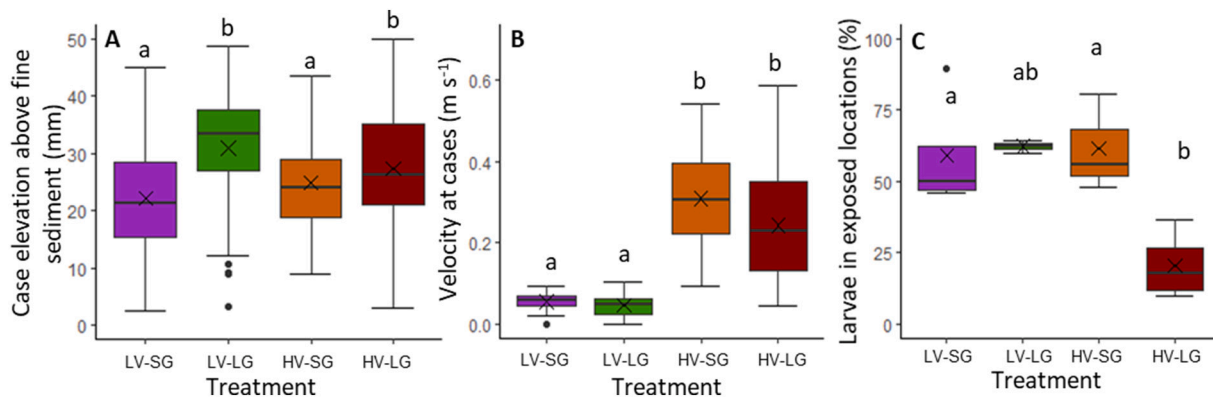 A
Case elevation above fine
sediment (mm)
50
40
30
20
10
0
a
b
a
b
LV-SG
LV-LG
HV-SG
HV-LG
Treatment
B
Velocity at cases (m s⁻¹)
0.6
0.4
0.2
0.0
a
a
b
b
LV-SG
LV-LG
HV-SG
HV-LG
Treatment
C
Larvae in exposed locations (%)
100
75
50
25
0
a
ab
a
b
LV-SG
LV-LG
HV-SG
HV-LG
Treatment